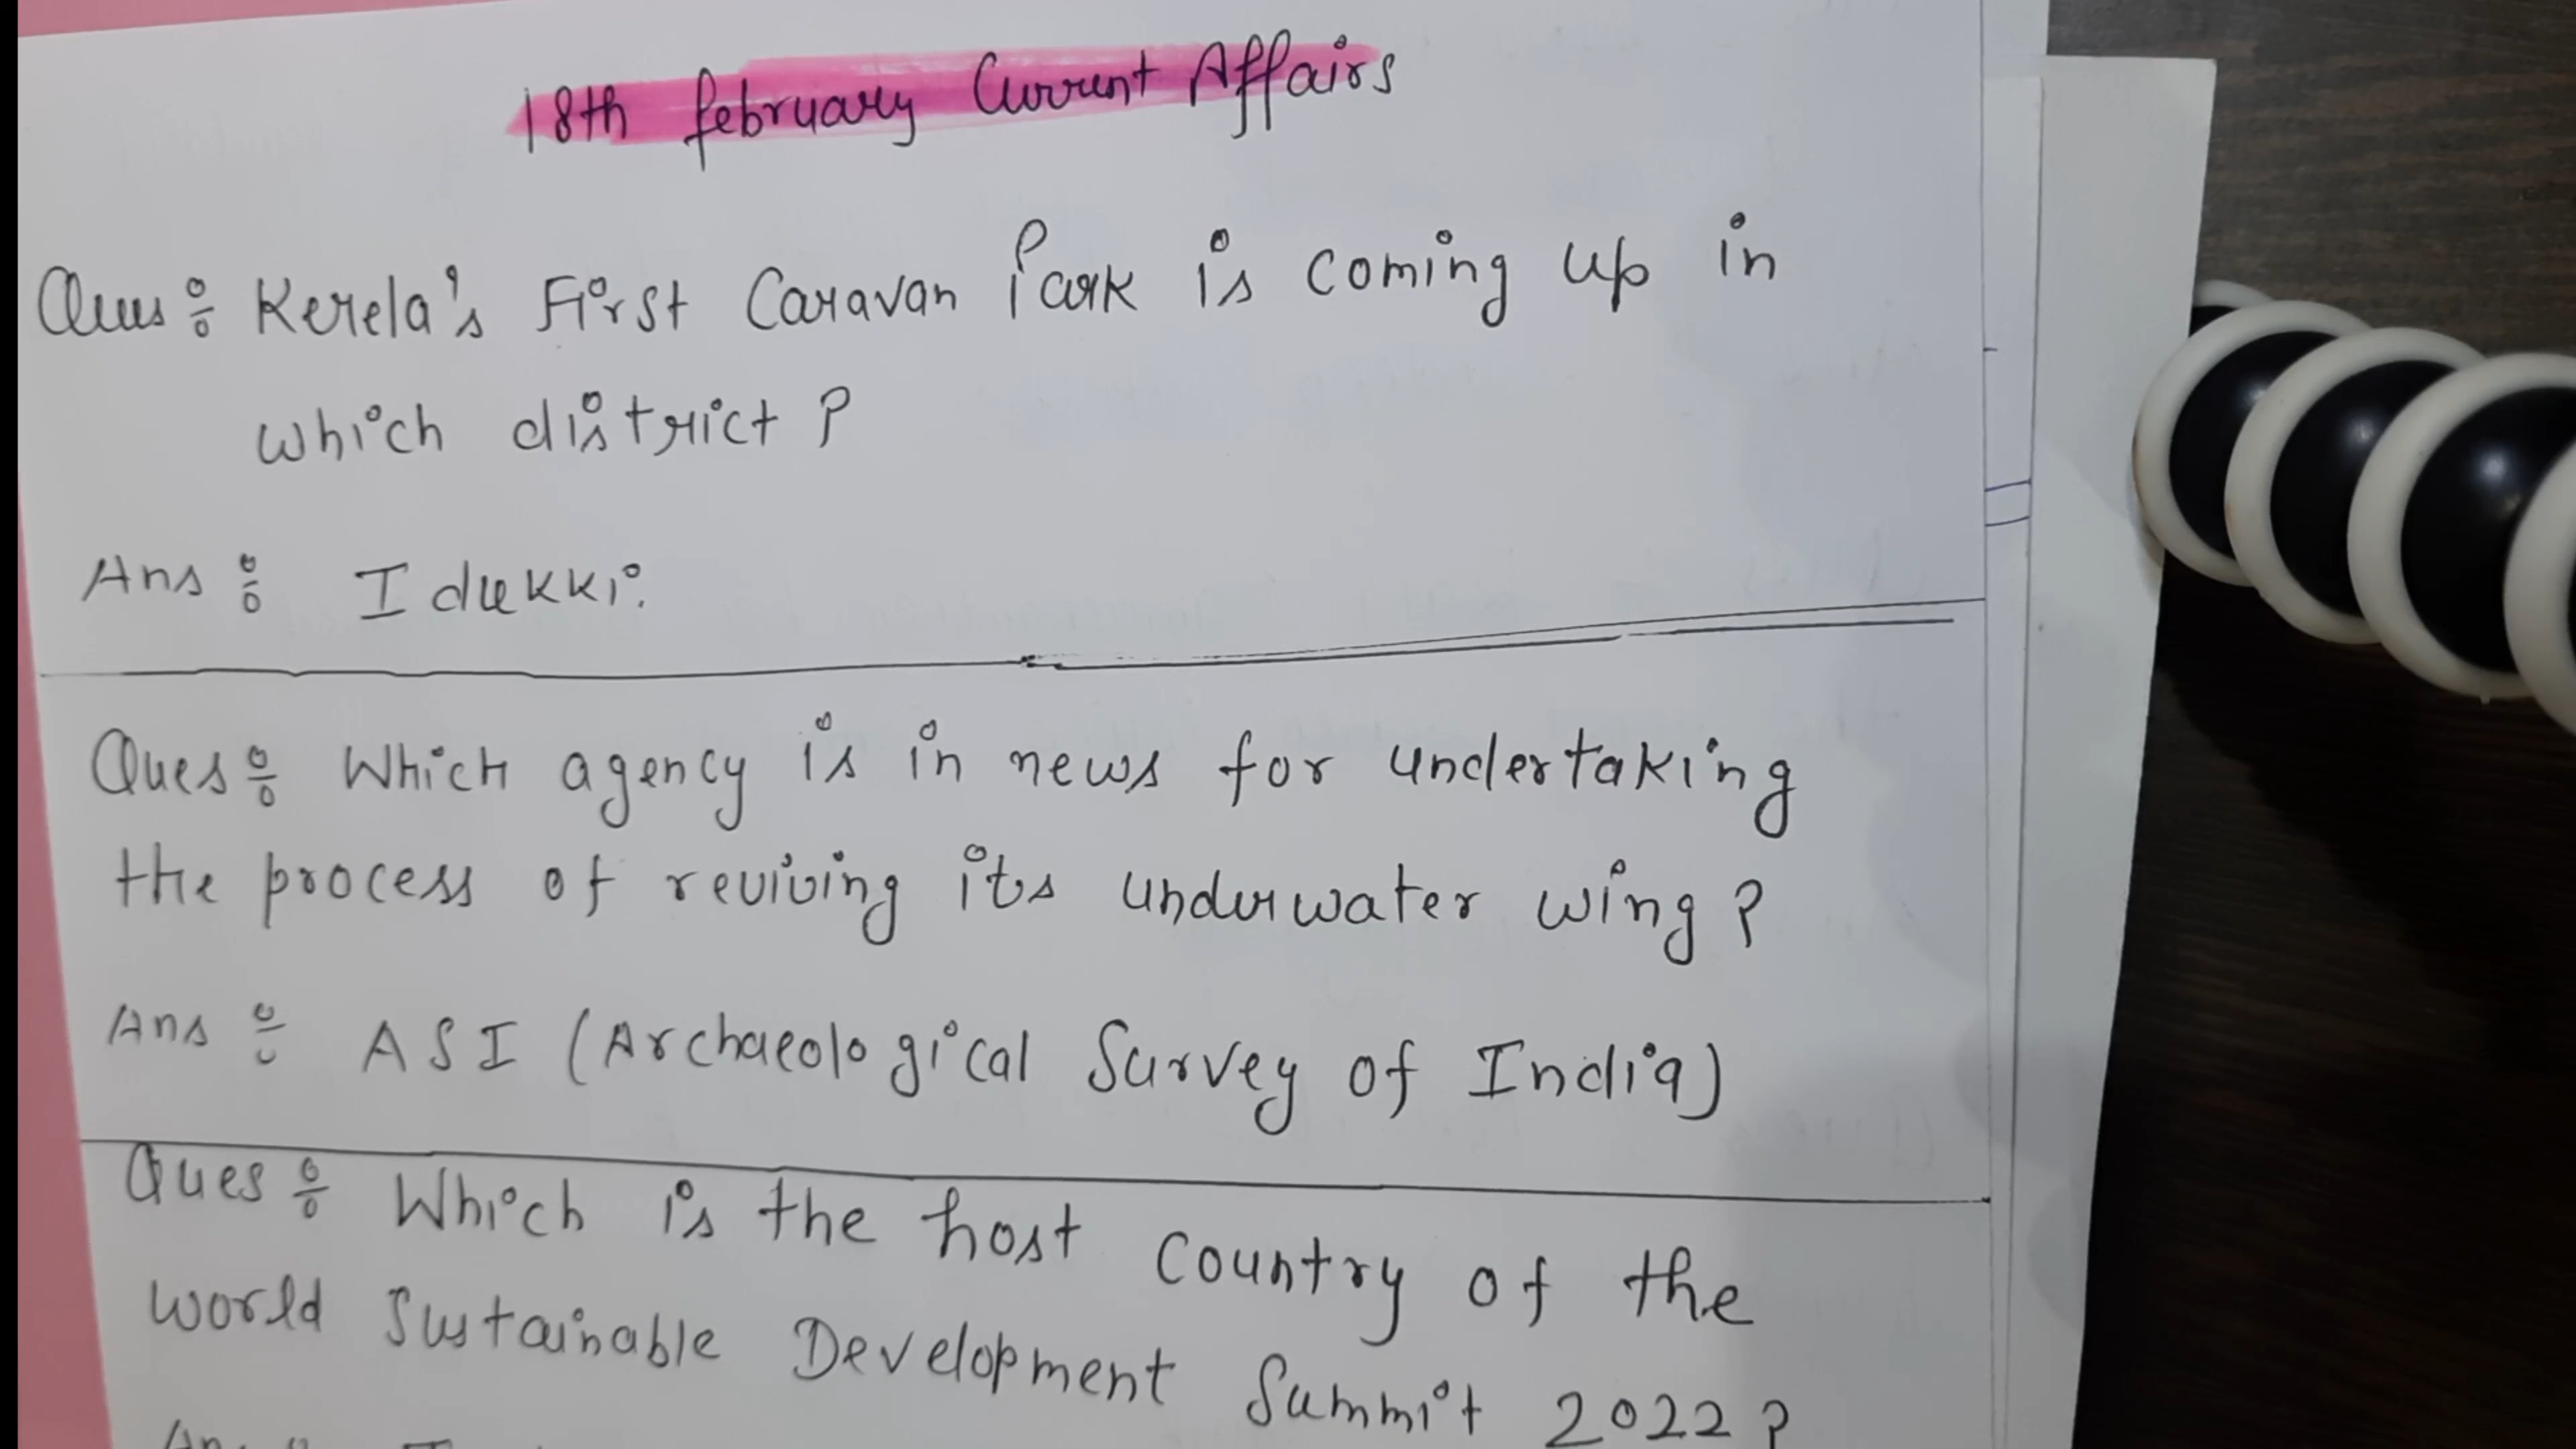 18th february Current Affairs
Ques: Kerela's First Caravan Park is coming up in
which district?
Ans: Idukki.
Ques: Which agency is in news for undertaking
the process of reviving its underwater wing?
Ans: ASI (Archaeological Survey of India)
Ques: Which is the host country of the
World Sustainable Development Summit 2022?